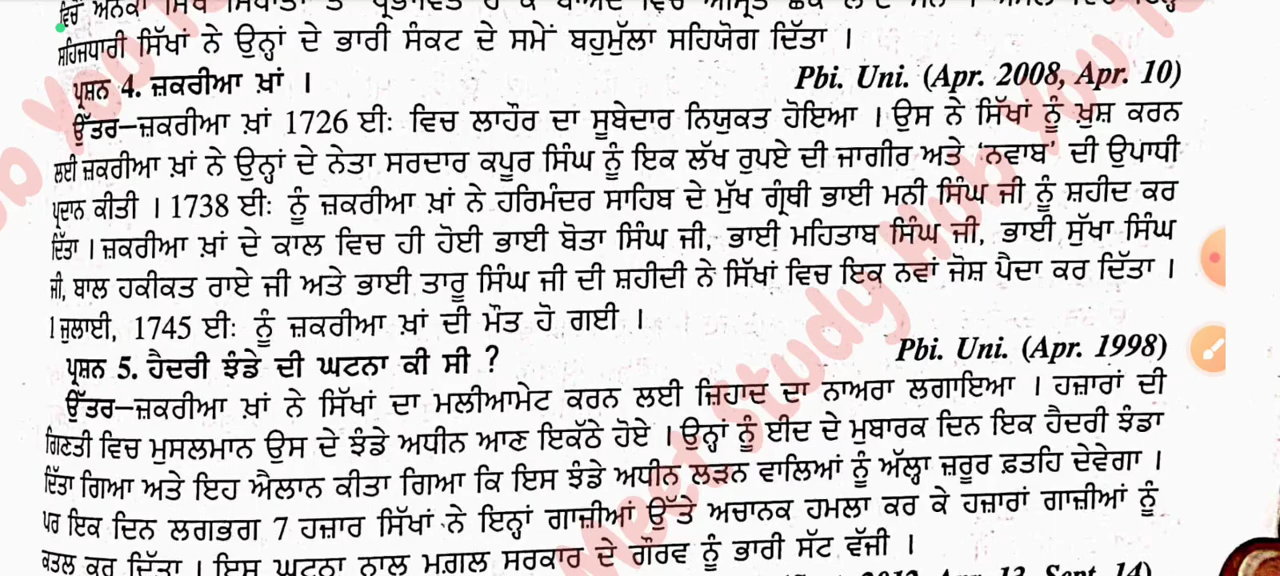 ਸਹਿਜਧਾਰੀ ਸਿੱਖਾਂ ਨੇ ਉਨ੍ਹਾਂ ਦੇ ਭਾਰੀ ਸੰਕਟ ਦੇ ਸਮੇਂ ਬਹੁਮੁੱਲਾ ਸਹਿਯੋਗ ਦਿੱਤਾ ।
ਪ੍ਰਸ਼ਨ 4. ਜ਼ਕਰੀਆ ਖ਼ਾਂ । Pbi. Uni. (Apr. 2008, Apr. 10)
ਉੱਤਰ—ਜ਼ਕਰੀਆ ਖ਼ਾਂ 1726 ਈਃ ਵਿਚ ਲਾਹੌਰ ਦਾ ਸੂਬੇਦਾਰ ਨਿਯੁਕਤ ਹੋਇਆ । ਉਸ ਨੇ ਸਿੱਖਾਂ ਨੂੰ ਖ਼ੁਸ਼ ਕਰਨ
ਲਈ ਜ਼ਕਰੀਆ ਖ਼ਾਂ ਨੇ ਉਨ੍ਹਾਂ ਦੇ ਨੇਤਾ ਸਰਦਾਰ ਕਪੂਰ ਸਿੰਘ ਨੂੰ ਇਕ ਲੱਖ ਰੁਪਏ ਦੀ ਜਾਗੀਰ ਅਤੇ 'ਨਵਾਬ' ਦੀ ਉਪਾਧੀ
ਪ੍ਰਦਾਨ ਕੀਤੀ । 1738 ਈਃ ਨੂੰ ਜ਼ਕਰੀਆ ਖ਼ਾਂ ਨੇ ਹਰਿਮੰਦਰ ਸਾਹਿਬ ਦੇ ਮੁੱਖ ਗ੍ਰੰਥੀ ਭਾਈ ਮਨੀ ਸਿੰਘ ਜੀ ਨੂੰ ਸ਼ਹੀਦ ਕਰ
ਦਿੱਤਾ । ਜ਼ਕਰੀਆ ਖ਼ਾਂ ਦੇ ਕਾਲ ਵਿਚ ਹੀ ਹੋਈ ਭਾਈ ਬੋਤਾ ਸਿੰਘ ਜੀ, ਭਾਈ ਮਹਿਤਾਬ ਸਿੰਘ ਜੀ, ਭਾਈ ਸੁੱਖਾ ਸਿੰਘ
ਜੀ, ਬਾਲ ਹਕੀਕਤ ਰਾਏ ਜੀ ਅਤੇ ਭਾਈ ਤਾਰੂ ਸਿੰਘ ਜੀ ਦੀ ਸ਼ਹੀਦੀ ਨੇ ਸਿੱਖਾਂ ਵਿਚ ਇਕ ਨਵਾਂ ਜੋਸ਼ ਪੈਦਾ ਕਰ ਦਿੱਤਾ ।
1 ਜੁਲਾਈ, 1745 ਈਃ ਨੂੰ ਜ਼ਕਰੀਆ ਖ਼ਾਂ ਦੀ ਮੌਤ ਹੋ ਗਈ ।
ਪ੍ਰਸ਼ਨ 5. ਹੈਦਰੀ ਝੰਡੇ ਦੀ ਘਟਨਾ ਕੀ ਸੀ ? Pbi. Uni. (Apr. 1998)
ਉੱਤਰ—ਜ਼ਕਰੀਆ ਖ਼ਾਂ ਨੇ ਸਿੱਖਾਂ ਦਾ ਮਲੀਆਮੇਟ ਕਰਨ ਲਈ ਜ਼ਿਹਾਦ ਦਾ ਨਾਅਰਾ ਲਗਾਇਆ । ਹਜ਼ਾਰਾਂ ਦੀ
ਗਿਣਤੀ ਵਿਚ ਮੁਸਲਮਾਨ ਉਸ ਦੇ ਝੰਡੇ ਅਧੀਨ ਆਣ ਇਕੱਠੇ ਹੋਏ । ਉਨ੍ਹਾਂ ਨੂੰ ਈਦ ਦੇ ਮੁਬਾਰਕ ਦਿਨ ਇਕ ਹੈਦਰੀ ਝੰਡਾ
ਦਿੱਤਾ ਗਿਆ ਅਤੇ ਇਹ ਐਲਾਨ ਕੀਤਾ ਗਿਆ ਕਿ ਇਸ ਝੰਡੇ ਅਧੀਨ ਲੜਨ ਵਾਲਿਆਂ ਨੂੰ ਅੱਲ੍ਹਾ ਜ਼ਰੂਰ ਫ਼ਤਹਿ ਦੇਵੇਗਾ ।
ਪਰ ਇਕ ਦਿਨ ਲਗਭਗ 7 ਹਜ਼ਾਰ ਸਿੱਖਾਂ ਨੇ ਇਨ੍ਹਾਂ ਗਾਜ਼ੀਆਂ ਉੱਤੇ ਅਚਾਨਕ ਹਮਲਾ ਕਰ ਕੇ ਹਜ਼ਾਰਾਂ ਗਾਜ਼ੀਆਂ ਨੂੰ
ਕਤਲ ਕਰ ਦਿੱਤਾ । ਇਸ ਘਟਨਾ ਨਾਲ ਮੁਗ਼ਲ ਸਰਕਾਰ ਦੇ ਗੌਰਵ ਨੂੰ ਭਾਰੀ ਸੱਟ ਵੱਜੀ ।